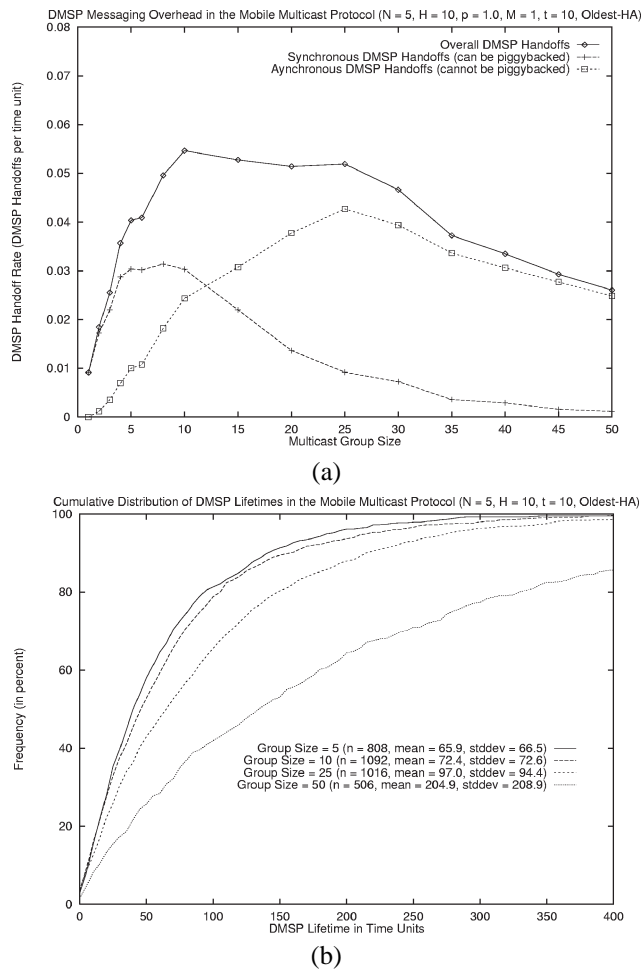 DMSP Messaging Overhead in the Mobile Multicast Protocol (N = 5, H = 10, p = 1.0, M = 1, t = 10, Oldest-HA)
0.08
0.07
0.06
0.05
0.04
0.03
0.02
0.01
0
DMSP Handoff Rate (DMSP Handoffs per time unit)
Overall DMSP Handoffs
Synchronous DMSP Handoffs (can be piggybacked)
Aynchronous DMSP Handoffs (cannot be piggybacked)
0 5 10 15 20 25 30 35 40 45 50
Multicast Group Size
(a)
Cumulative Distribution of DMSP Lifetimes in the Mobile Multicast Protocol (N = 5, H = 10, t = 10, Oldest-HA)
100
80
60
40
20
0
Frequency (in percent)
Group Size = 5 (n = 808, mean = 65.9, stddev = 66.5)
Group Size = 10 (n = 1092, mean = 72.4, stddev = 72.6)
Group Size = 25 (n = 1016, mean = 97.0, stddev = 94.4)
Group Size = 50 (n = 506, mean = 204.9, stddev = 208.9)
0 50 100 150 200 250 300 350 400
DMSP Lifetime in Time Units
(b)